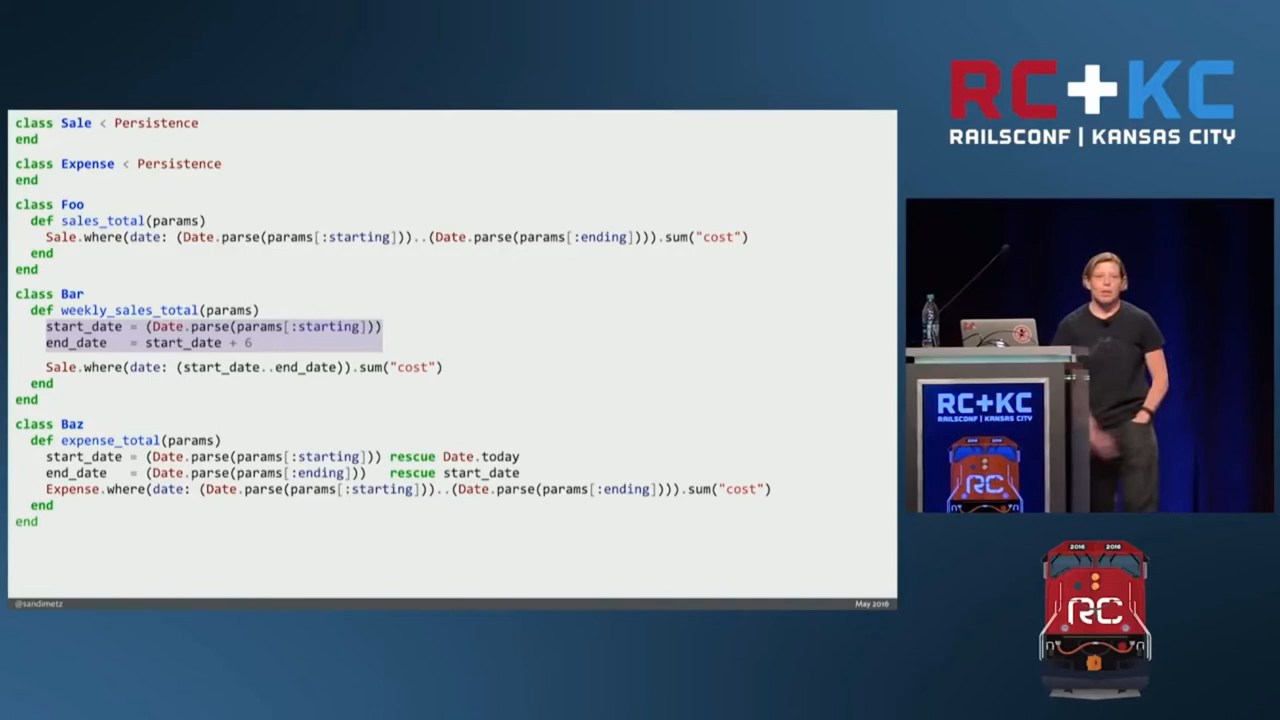 class Sale < Persistence
end
class Expense < Persistence
end
class Foo
def sales_total(params)
Sale.where(date: (Date.parse(params[:starting]))..(Date.parse(params[:ending]))).sum("cost")
end
end
class Bar
def weekly_sales_total(params)
start_date = (Date.parse(params[:starting]))
end_date = start_date + 6
Sale.where(date: (start_date..end_date)).sum("cost")
end
end
class Baz
def expense_total(params)
start_date = (Date.parse(params[:starting])) rescue Date.today
end_date = (Date.parse(params[:ending])) rescue start_date
Expense.where(date: (Date.parse(params[:starting]))..(Date.parse(params[:ending]))).sum("cost")
end
end
@sandimetz
May 2016
RC+KC
RAILSCONF | KANSAS CITY
RC+KC
RAILSCONF | KANSAS CITY
RC
2016 2016
RC